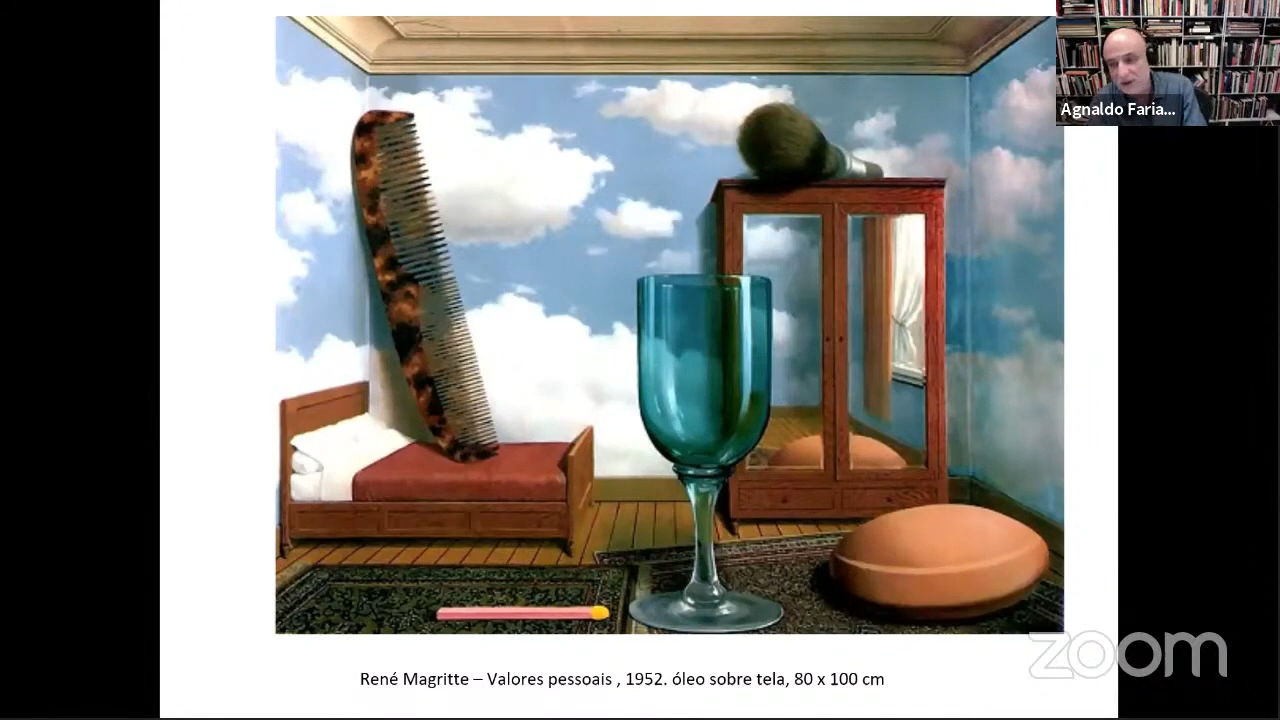 Agnaldo Faria...
zoom
René Magritte – Valores pessoais , 1952. óleo sobre tela, 80 x 100 cm